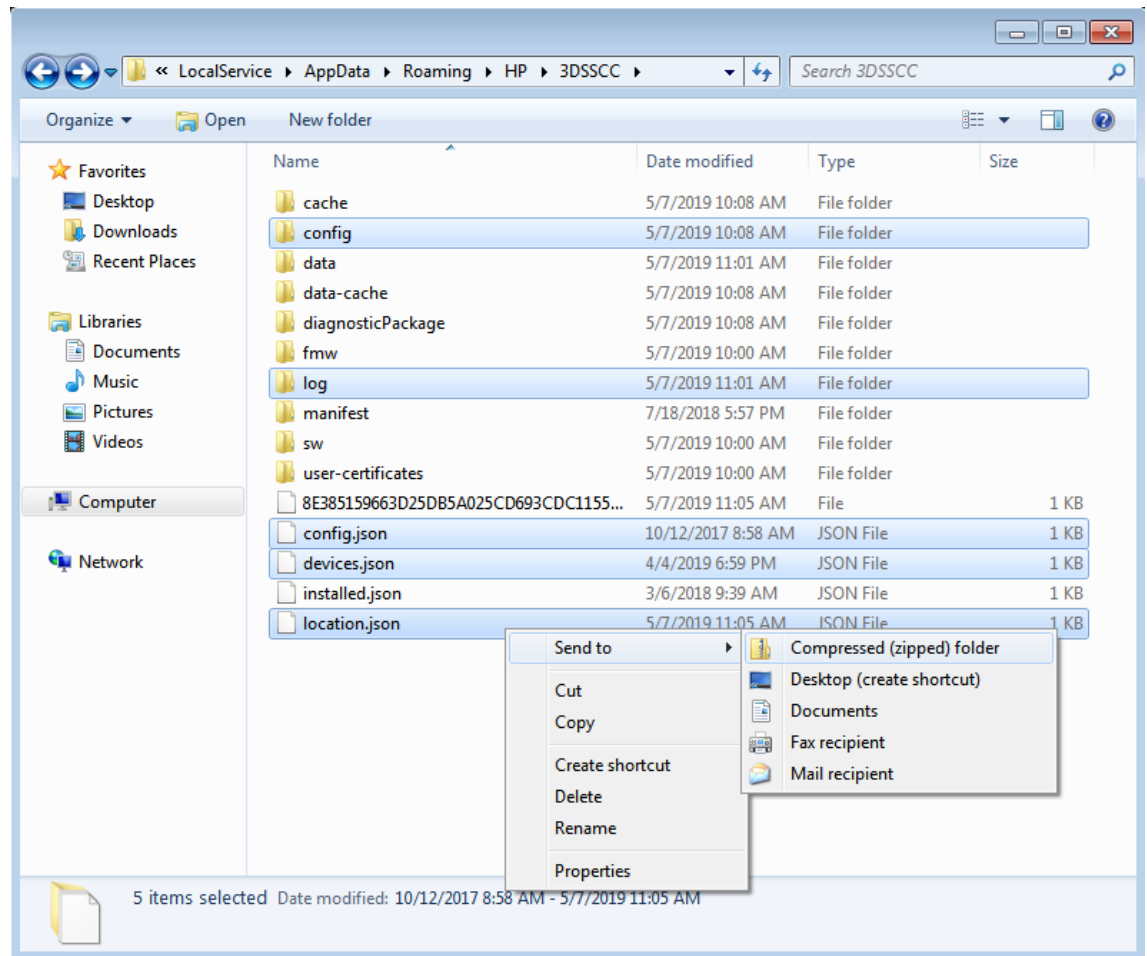 « LocalService ▸ AppData ▸ Roaming ▸ HP ▸ 3DSSCC ▸
Search 3DSSCC
Organize
Open
New folder
Favorites
Desktop
Downloads
Recent Places
Libraries
Documents
Music
Pictures
Videos
Computer
Network
Name Date modified Type Size
cache 5/7/2019 10:08 AM File folder
config 5/7/2019 10:08 AM File folder
data 5/7/2019 11:01 AM File folder
data-cache 5/7/2019 10:08 AM File folder
diagnosticPackage 5/7/2019 10:08 AM File folder
fmw 5/7/2019 10:00 AM File folder
log 5/7/2019 11:01 AM File folder
manifest 7/18/2018 5:57 PM File folder
sw 5/7/2019 10:00 AM File folder
user-certificates 5/7/2019 10:00 AM File folder
8E385159663D25DB5A025CD693CDC1155... 5/7/2019 11:05 AM File 1 KB
config.json 10/12/2017 8:58 AM JSON File 1 KB
devices.json 4/4/2019 6:59 PM JSON File 1 KB
installed.json 3/6/2018 9:39 AM JSON File 1 KB
location.json 5/7/2019 11:05 AM JSON File 1 KB
Send to
Cut
Copy
Create shortcut
Delete
Rename
Properties
Compressed (zipped) folder
Desktop (create shortcut)
Documents
Fax recipient
Mail recipient
5 items selected Date modified: 10/12/2017 8:58 AM - 5/7/2019 11:05 AM